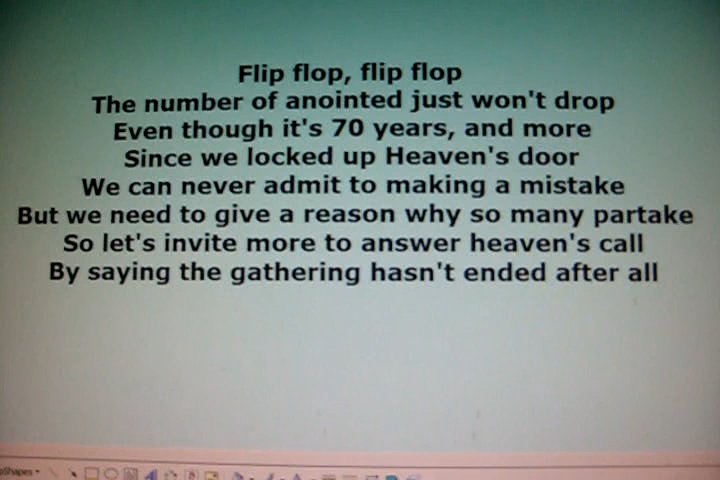 Flip flop, flip flop
The number of anointed just won't drop
Even though it's 70 years, and more
Since we locked up Heaven's door
We can never admit to making a mistake
But we need to give a reason why so many partake
So let's invite more to answer heaven's call
By saying the gathering hasn't ended after all